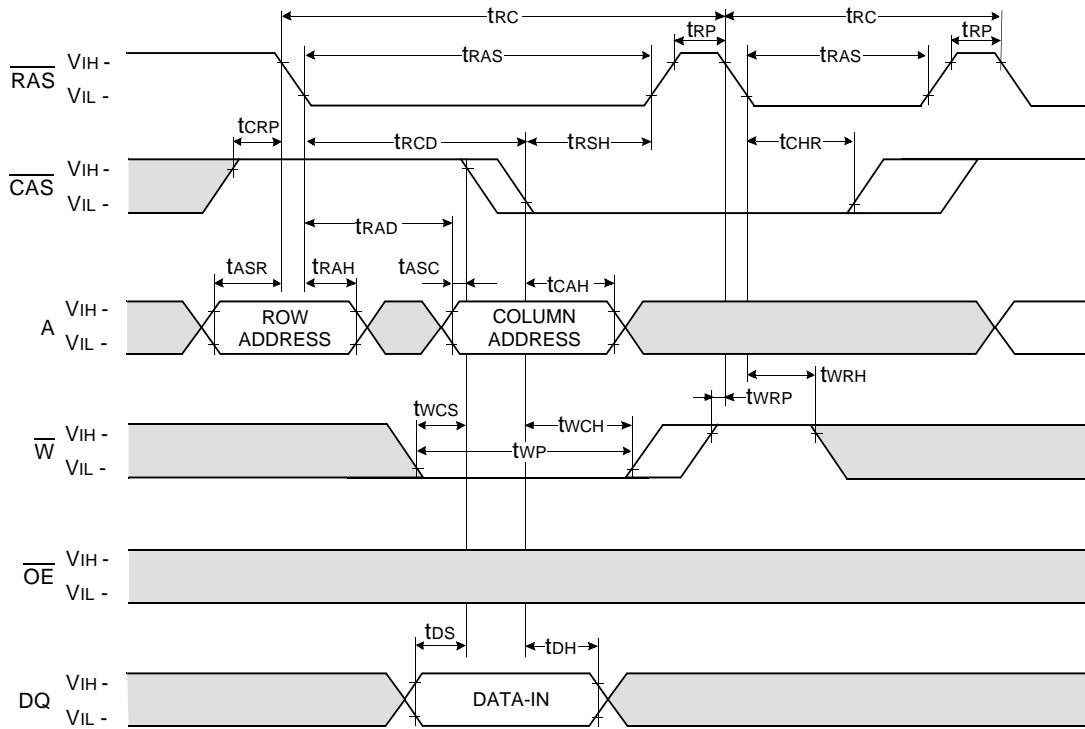 tRC tRC
tRP tRP
tRAS tRAS
RAS VIH -
VIL -
tCRP tRCD tRSH tCHR
CAS VIH -
VIL -
tRAD
tASR tRAH tASC tCAH
A VIH -
VIL -
ROW
ADDRESS
COLUMN
ADDRESS
tWRH
tWRP
tWCS tWCH
tWP
W VIH -
VIL -
OE VIH -
VIL -
tDS tDH
DQ VIH -
VIL -
DATA-IN